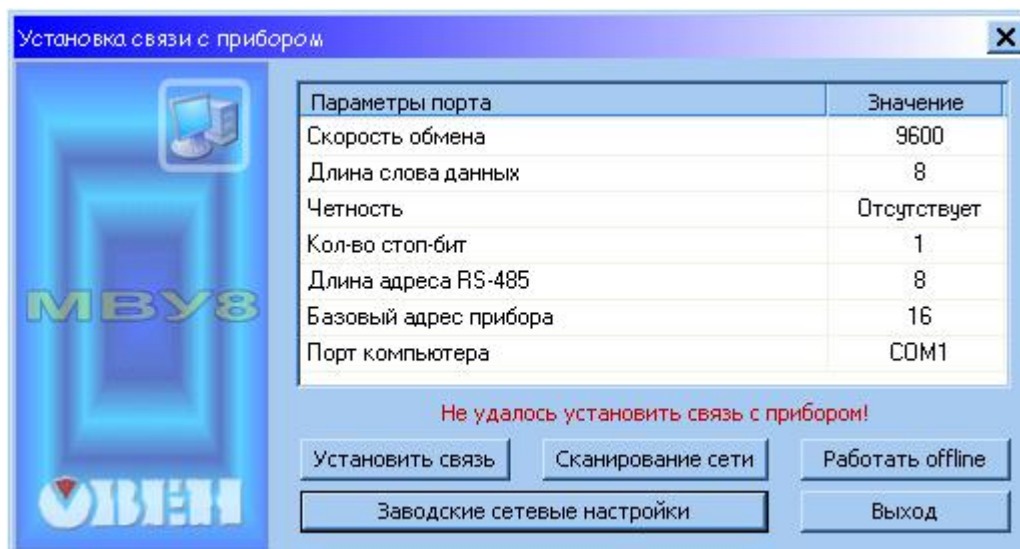 Установка связи с прибором
МВУ8
ОВЕН
Параметры порта Значение
Скорость обмена 9600
Длина слова данных 8
Четность Отсутствует
Кол-во стоп-бит 1
Длина адреса RS-485 8
Базовый адрес прибора 16
Порт компьютера COM1
Не удалось установить связь с прибором!
Установить связь Сканирование сети Работать offline
Заводские сетевые настройки Выход